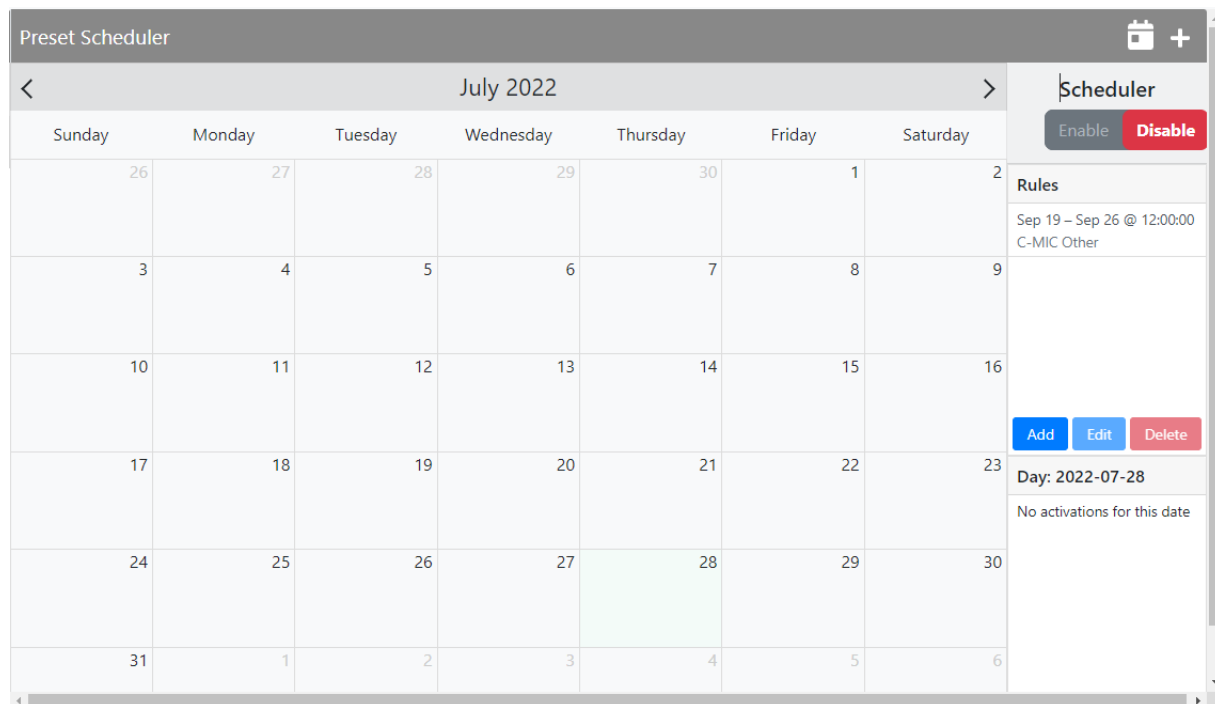 Preset Scheduler
July 2022
Sunday Monday Tuesday Wednesday Thursday Friday Saturday
26 27 28 29 30 1 2
3 4 5 6 7 8 9
10 11 12 13 14 15 16
17 18 19 20 21 22 23
24 25 26 27 28 29 30
31 1 2 3 4 5 6
Scheduler
Enable Disable
Rules
Sep 19 – Sep 26 @ 12:00:00
C-MIC Other
Add Edit Delete
Day: 2022-07-28
No activations for this date